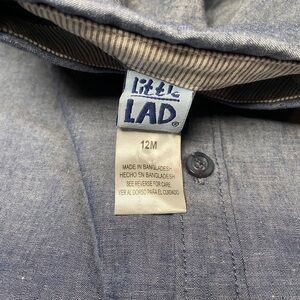 little
LAD®
12M
MADE IN BANGLADESH
HECHO EN BANGLADESH
SEE REVERSE FOR CARE
VER AL DORSO PARA EL CUIDADO